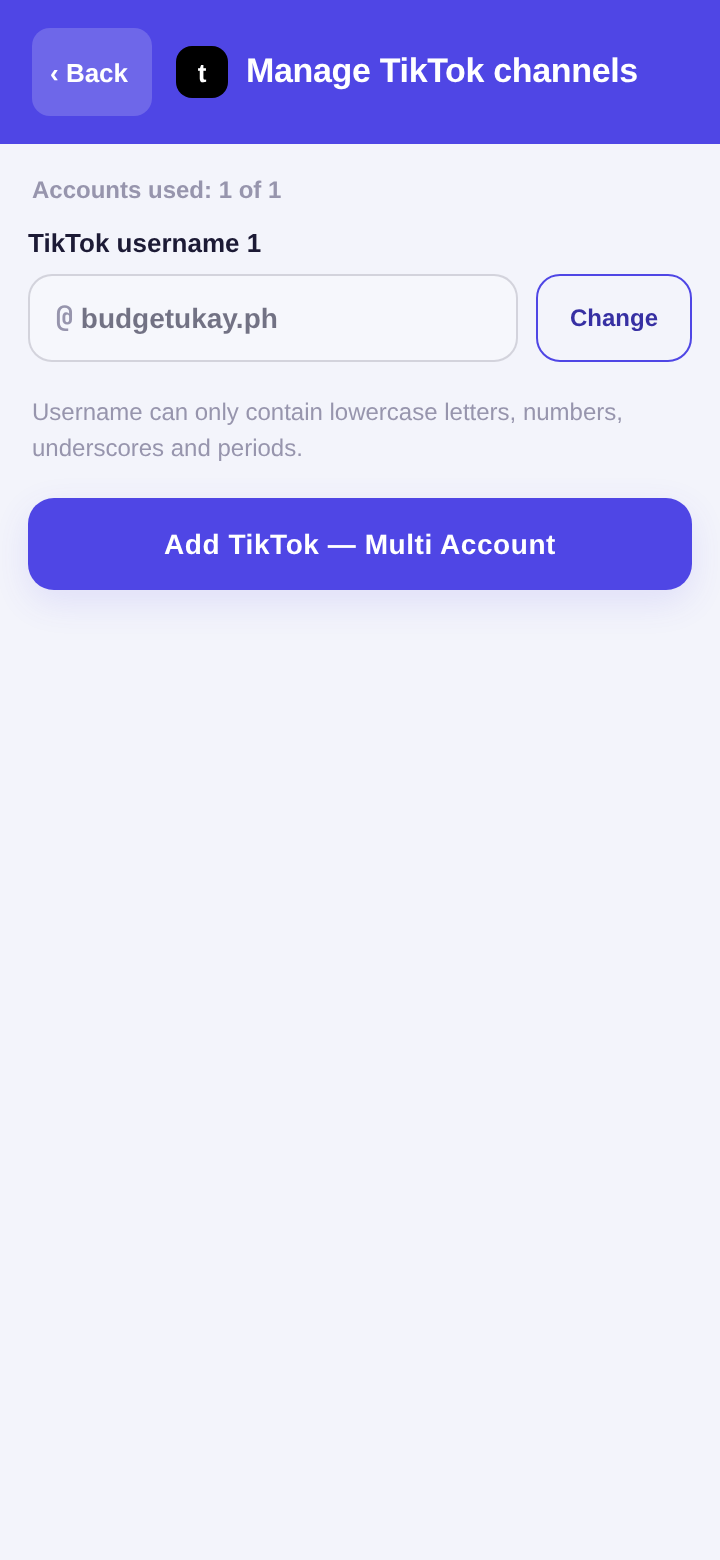 ‹ Back
t
Manage TikTok channels
Accounts used: 1 of 1
TikTok username 1
@ budgetukay.ph
Change
Username can only contain lowercase letters, numbers,
underscores and periods.
Add TikTok — Multi Account